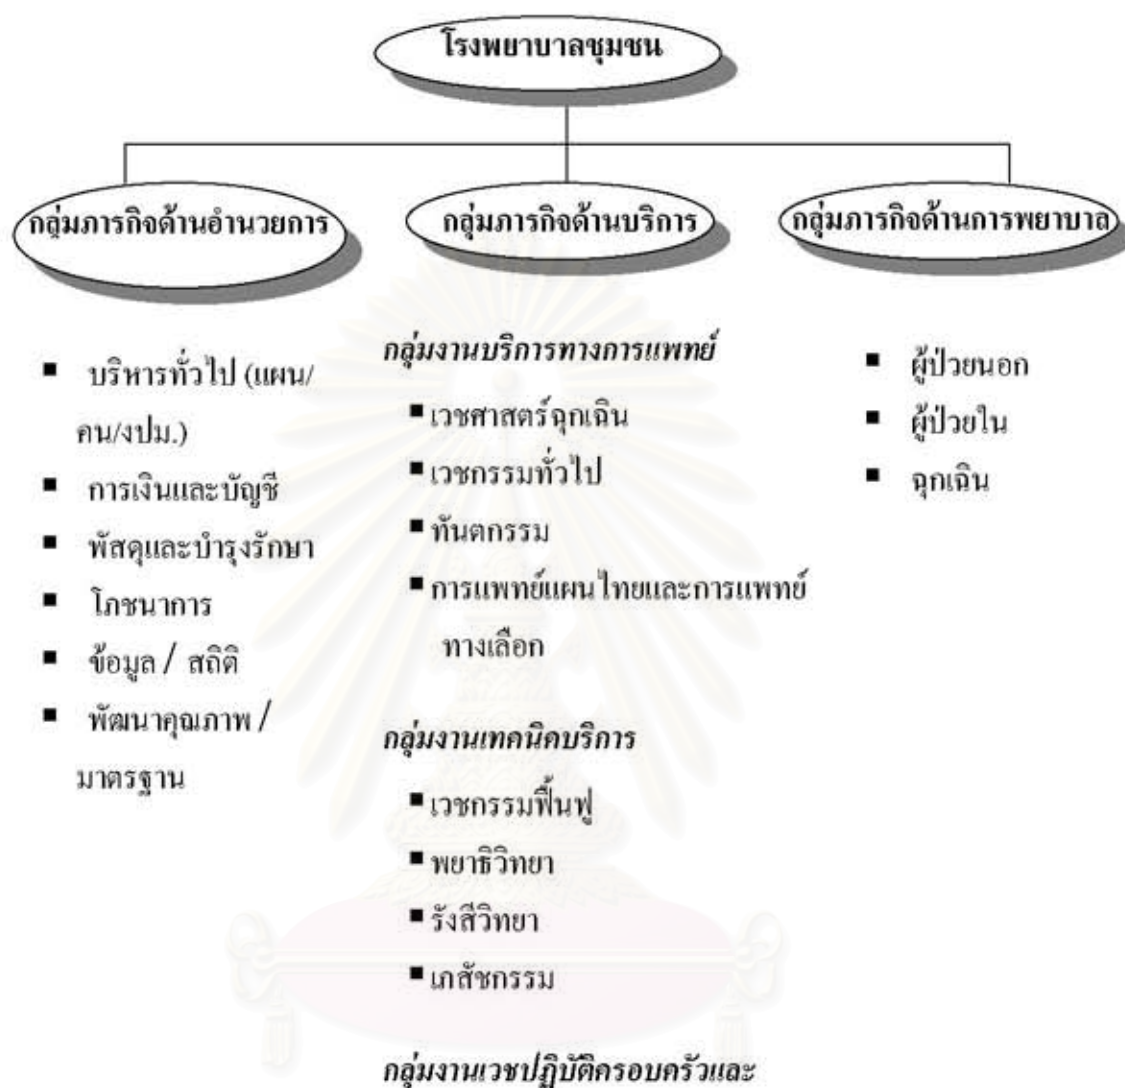 โรงพยาบาลชุมชน
กลุ่มภารกิจด้านอำนวยการ
กลุ่มภารกิจด้านบริการ
กลุ่มภารกิจด้านการพยาบาล
▪ บริหารทั่วไป (แผน/
คน/งปม.)
▪ การเงินและบัญชี
▪ พัสดุและบำรุงรักษา
▪ โภชนาการ
▪ ข้อมูล / สถิติ
▪ พัฒนาคุณภาพ /
มาตรฐาน
กลุ่มงานบริการทางการแพทย์
▪ เวชศาสตร์ฉุกเฉิน
▪ เวชกรรมทั่วไป
▪ ทันตกรรม
▪ การแพทย์แผนไทยและการแพทย์
ทางเลือก
กลุ่มงานเทคนิคบริการ
▪ เวชกรรมฟื้นฟู
▪ พยาธิวิทยา
▪ รังสีวิทยา
▪ เภสัชกรรม
กลุ่มงานเวชปฏิบัติครอบครัวและ
▪ ผู้ป่วยนอก
▪ ผู้ป่วยใน
▪ ฉุกเฉิน